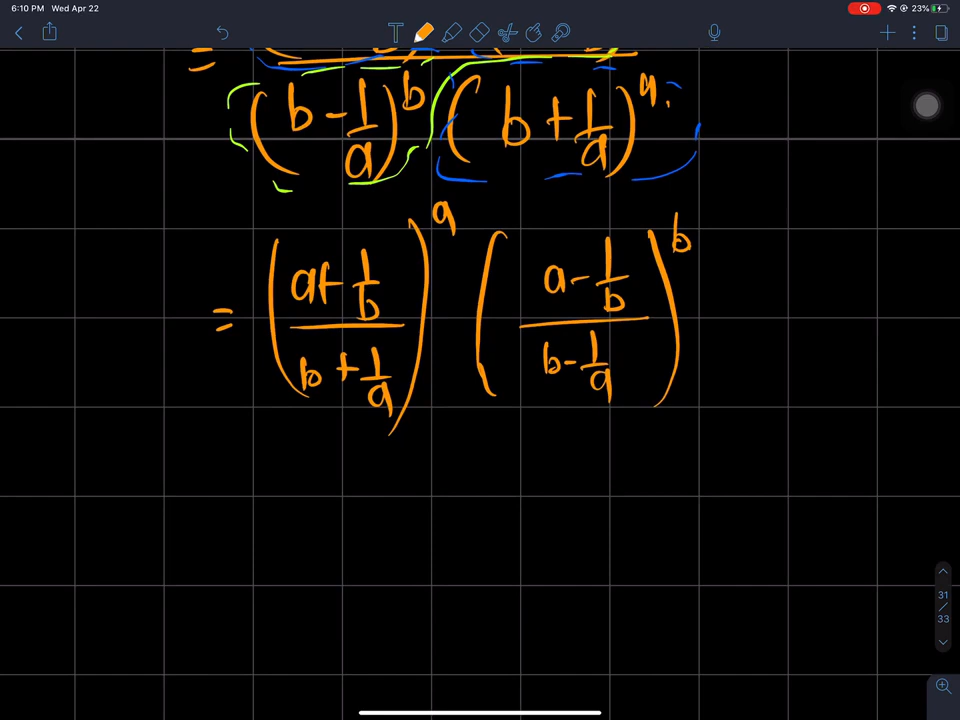 6:10 PM Wed Apr 22 23%
=
(b - 1/a)^b (b + 1/a)^a
= ((a + 1/b)/(b + 1/a))^a ((a - 1/b)/(b - 1/a))^b
31
/
33